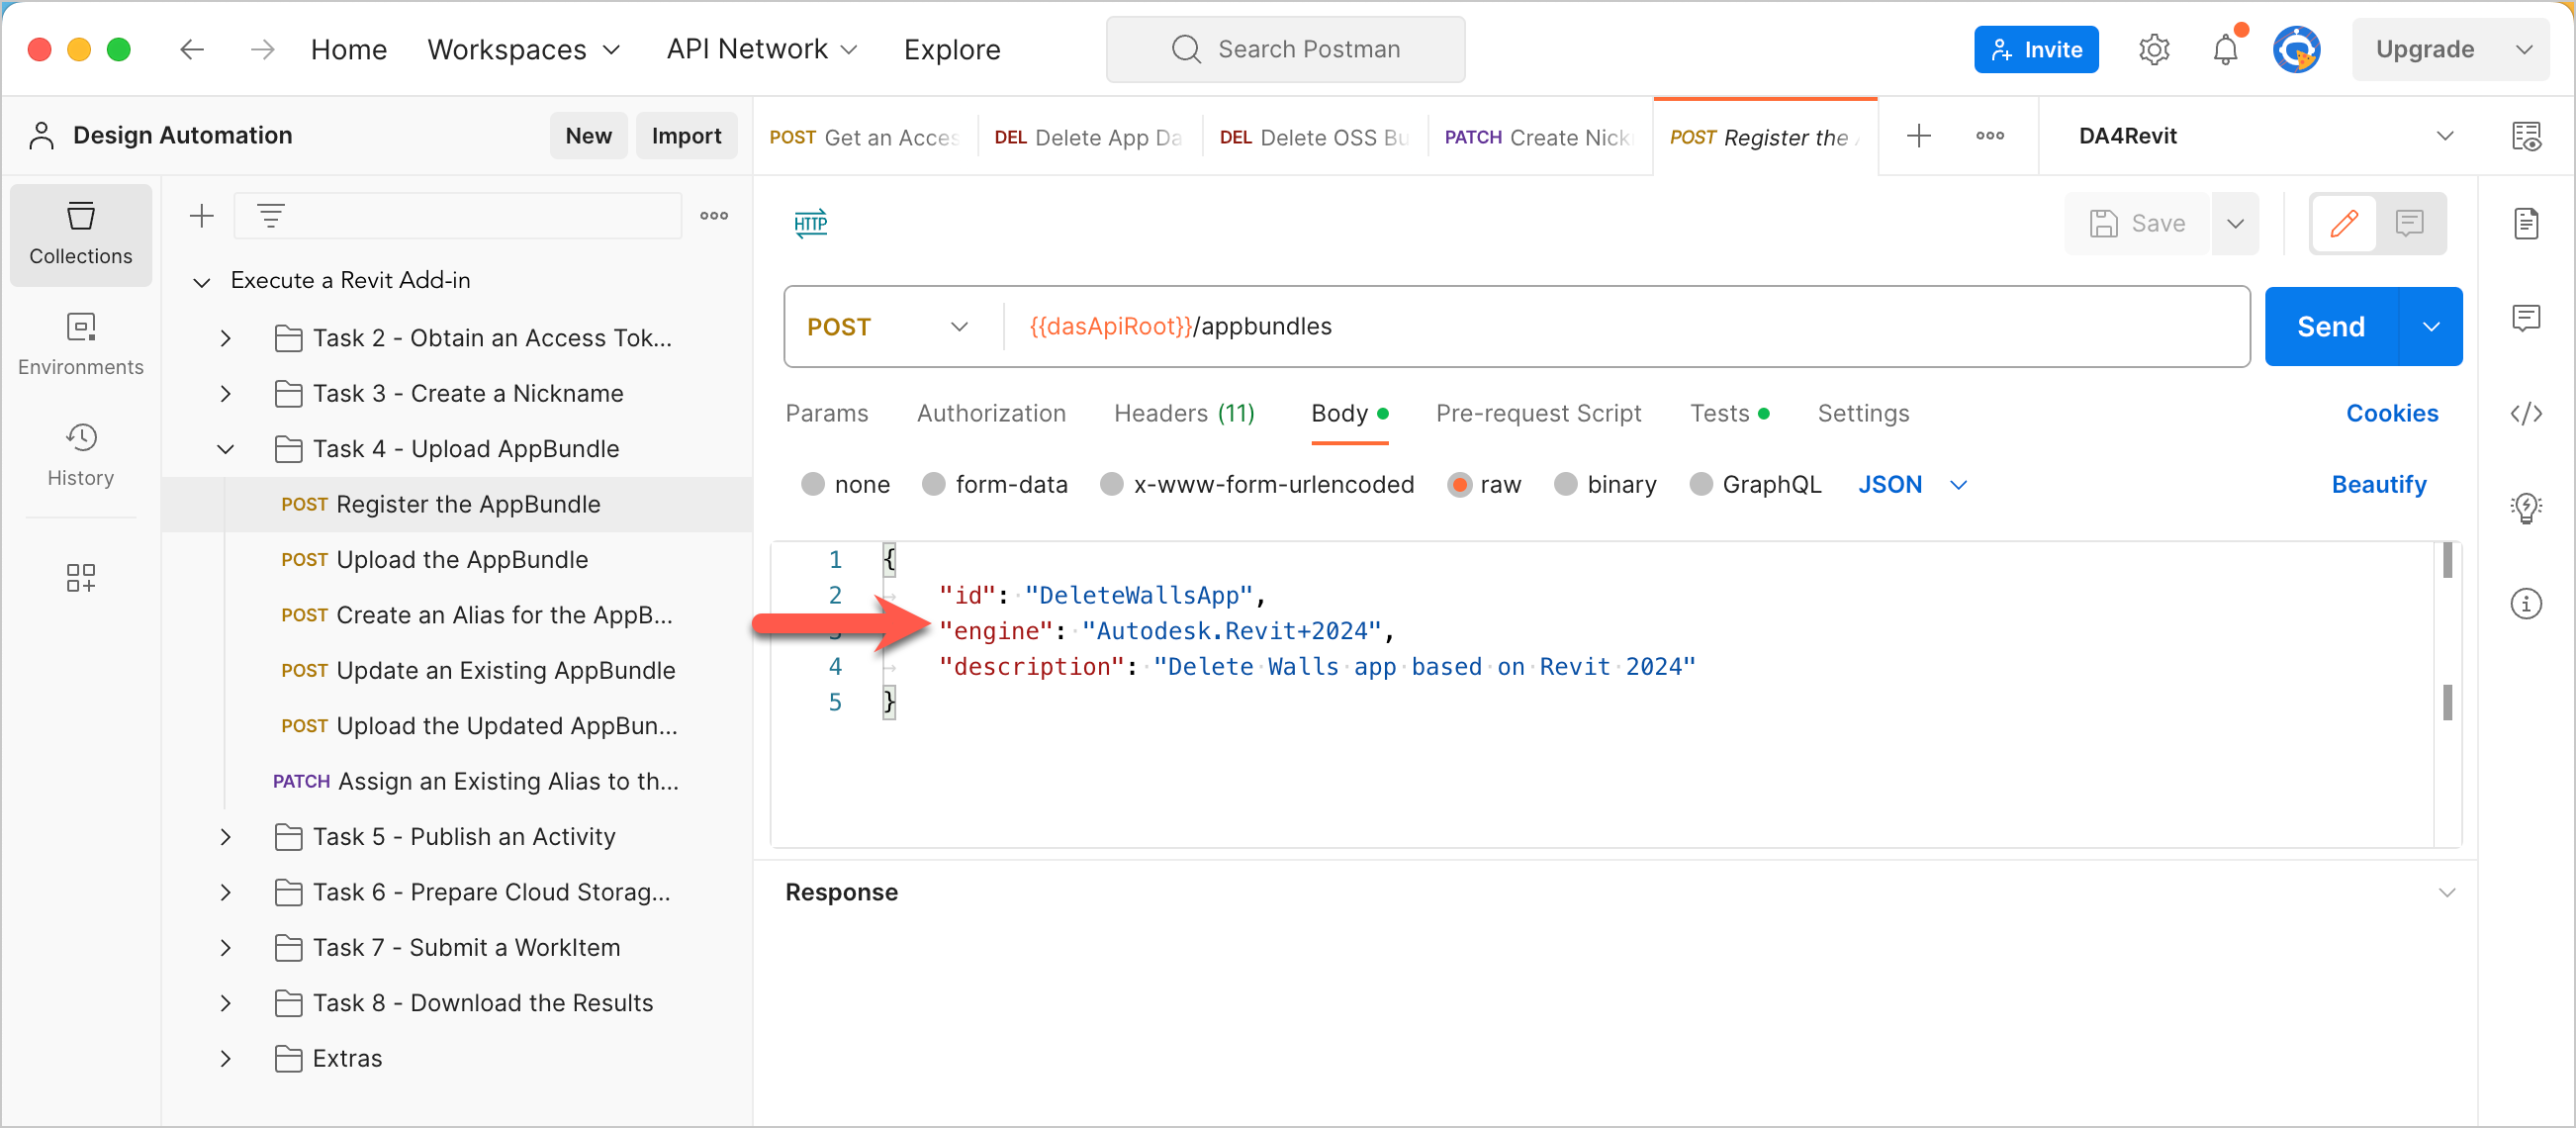 Home
Workspaces
API Network
Explore
Search Postman
Invite
Upgrade
Design Automation
New
Import
POST Get an Acces
DEL Delete App Da
DEL Delete OSS Bu
PATCH Create Nick
POST Register the
DA4Revit
Collections
Environments
History
Execute a Revit Add-in
Task 2 - Obtain an Access Tok...
Task 3 - Create a Nickname
Task 4 - Upload AppBundle
POST Register the AppBundle
POST Upload the AppBundle
POST Create an Alias for the AppB...
POST Update an Existing AppBundle
POST Upload the Updated AppBun...
PATCH Assign an Existing Alias to th...
Task 5 - Publish an Activity
Task 6 - Prepare Cloud Storag...
Task 7 - Submit a WorkItem
Task 8 - Download the Results
Extras
HTTP
Save
POST
{{dasApiRoot}}/appbundles
Send
Params
Authorization
Headers (11)
Body
Pre-request Script
Tests
Settings
Cookies
none
form-data
x-www-form-urlencoded
raw
binary
GraphQL
JSON
Beautify
1 {
2 "id": "DeleteWallsApp",
3 "engine": "Autodesk.Revit+2024",
4 "description": "Delete Walls app based on Revit 2024"
5 }
Response